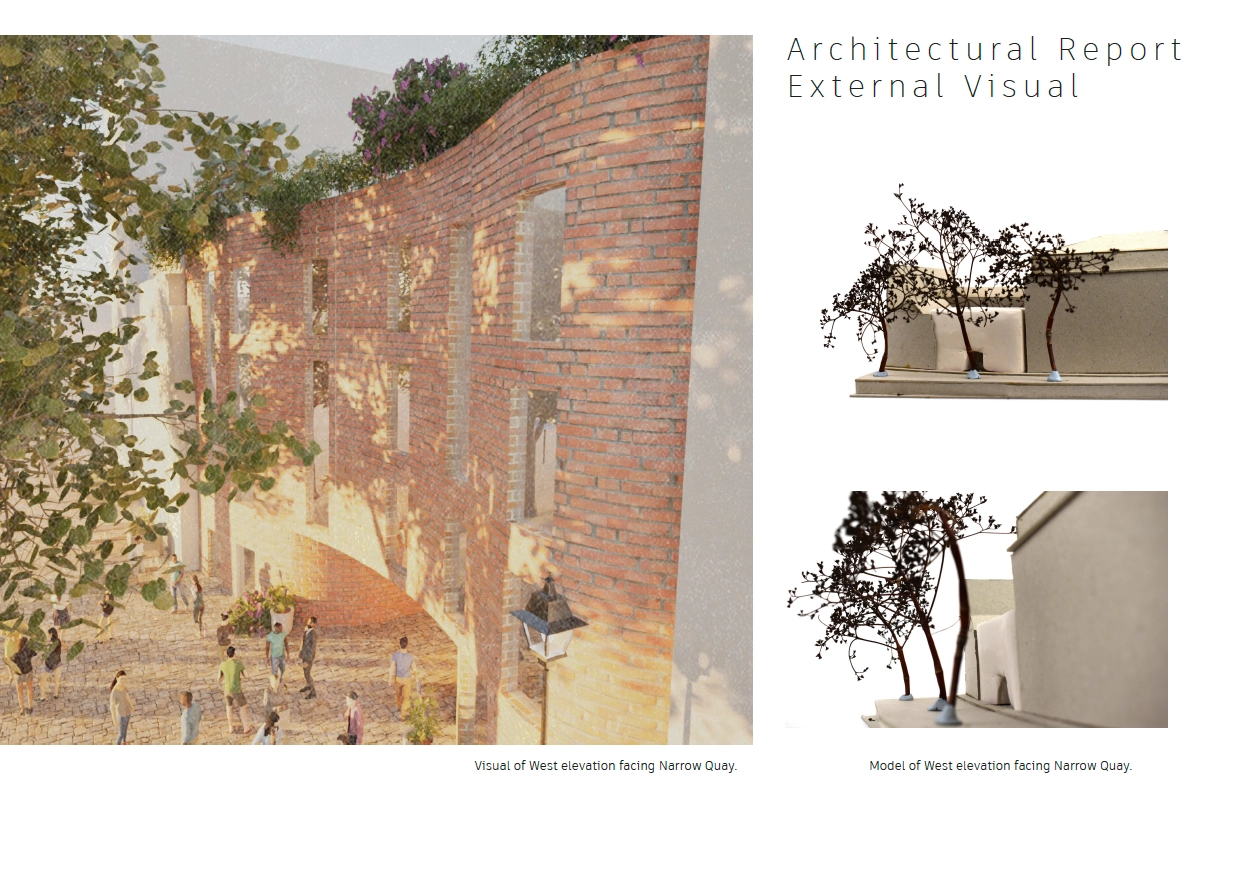 Architectural Report
External Visual
Visual of West elevation facing Narrow Quay.
Model of West elevation facing Narrow Quay.